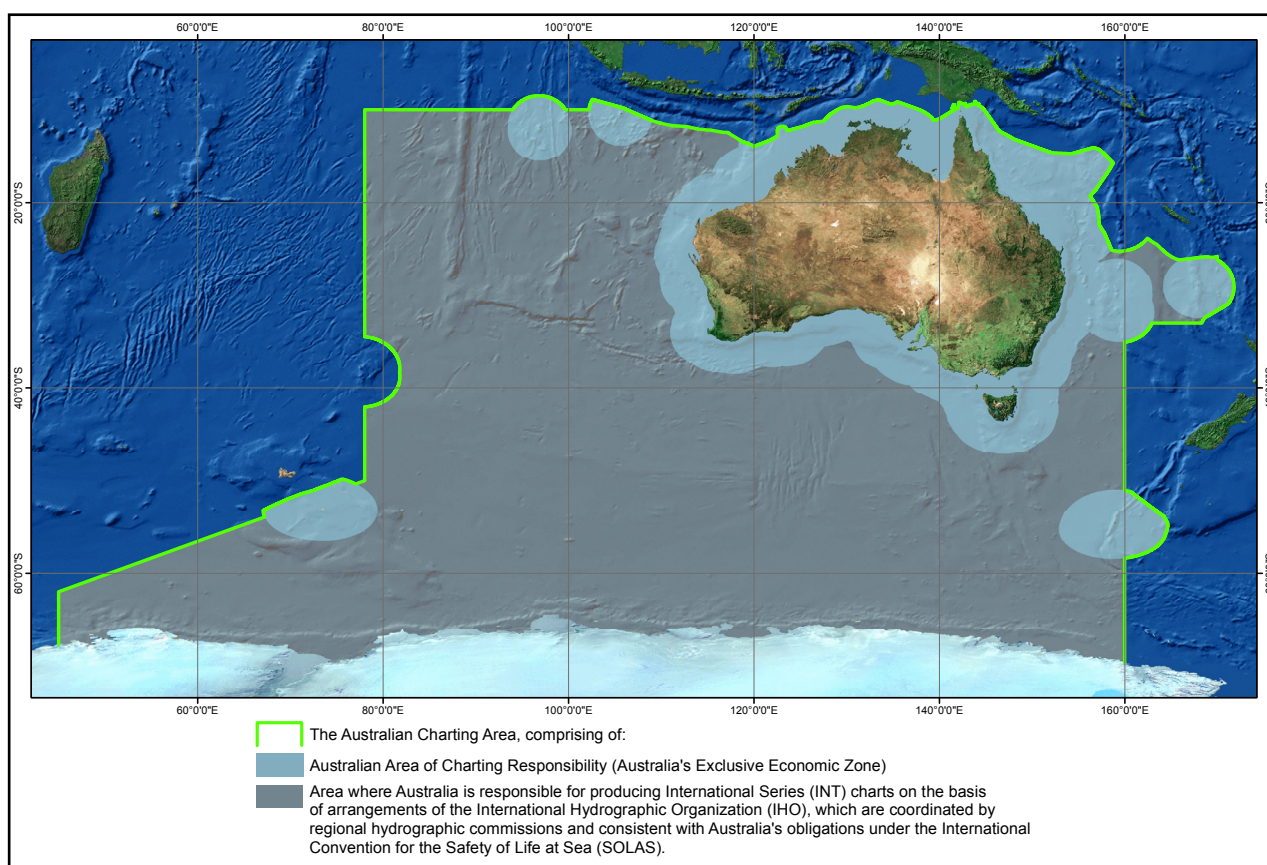 60°0'0"E 80°0'0"E 100°0'0"E 120°0'0"E 140°0'0"E 160°0'0"E
20°0'0"S
40°0'0"S
60°0'0"S
60°0'0"E 80°0'0"E 100°0'0"E 120°0'0"E 140°0'0"E 160°0'0"E
The Australian Charting Area, comprising of:
Australian Area of Charting Responsibility (Australia's Exclusive Economic Zone)
Area where Australia is responsible for producing International Series (INT) charts on the basis
of arrangements of the International Hydrographic Organization (IHO), which are coordinated by
regional hydrographic commissions and consistent with Australia's obligations under the International
Convention for the Safety of Life at Sea (SOLAS).